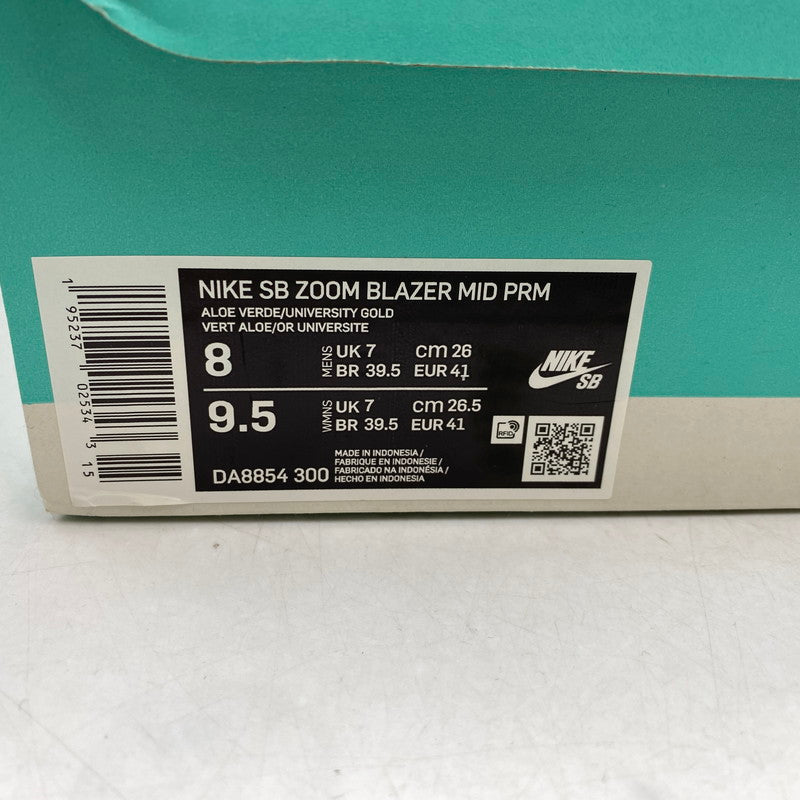 NIKE SB ZOOM BLAZER MID PRM
ALOE VERDE/UNIVERSITY GOLD
VERT ALOE/OR UNIVERSITE
8 MENS UK 7 cm 26
BR 39.5 EUR 41
9.5 WMNS UK 7 cm 26.5
BR 39.5 EUR 41
DA8854 300
MADE IN INDONESIA /
FABRIQUE EN INDONESIE /
FABRICADO NA INDONÉSIA /
HECHO EN INDONESIA
NIKE
SB
RFID
1 95237 02534 3 15